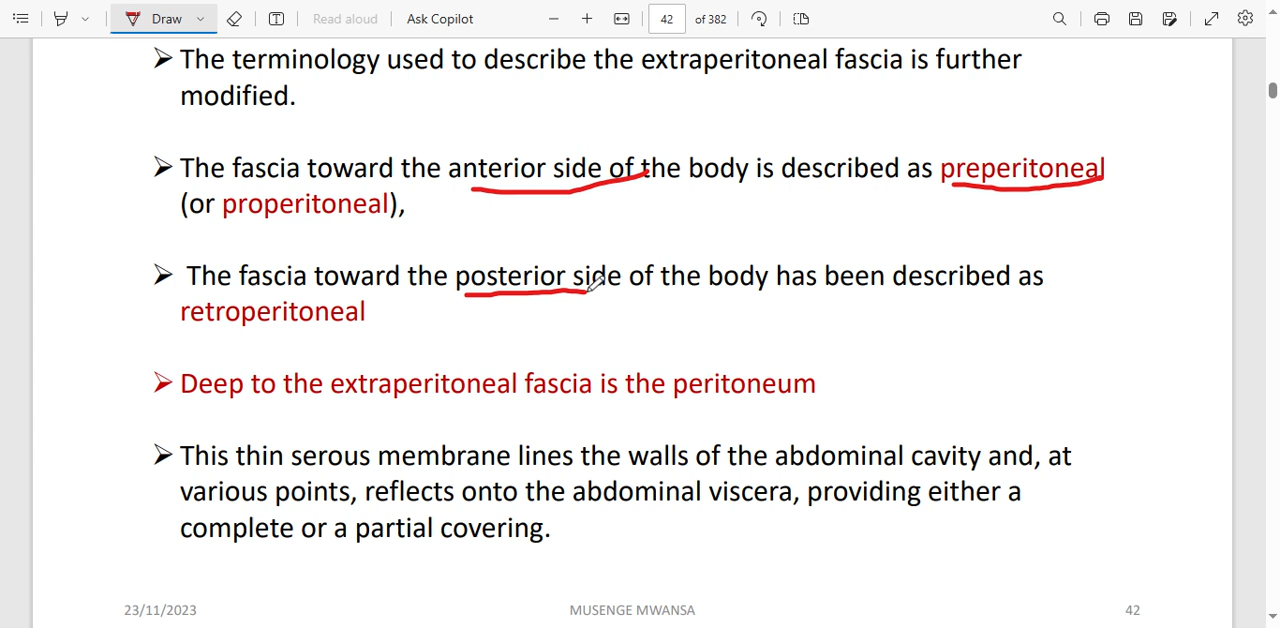 Draw
Read aloud
Ask Copilot
42
of 382
➢ The terminology used to describe the extraperitoneal fascia is further
modified.
➢ The fascia toward the anterior side of the body is described as preperitoneal
(or properitoneal),
➢ The fascia toward the posterior side of the body has been described as
retroperitoneal
➢ Deep to the extraperitoneal fascia is the peritoneum
➢ This thin serous membrane lines the walls of the abdominal cavity and, at
various points, reflects onto the abdominal viscera, providing either a
complete or a partial covering.
23/11/2023
MUSENGE MWANSA
42